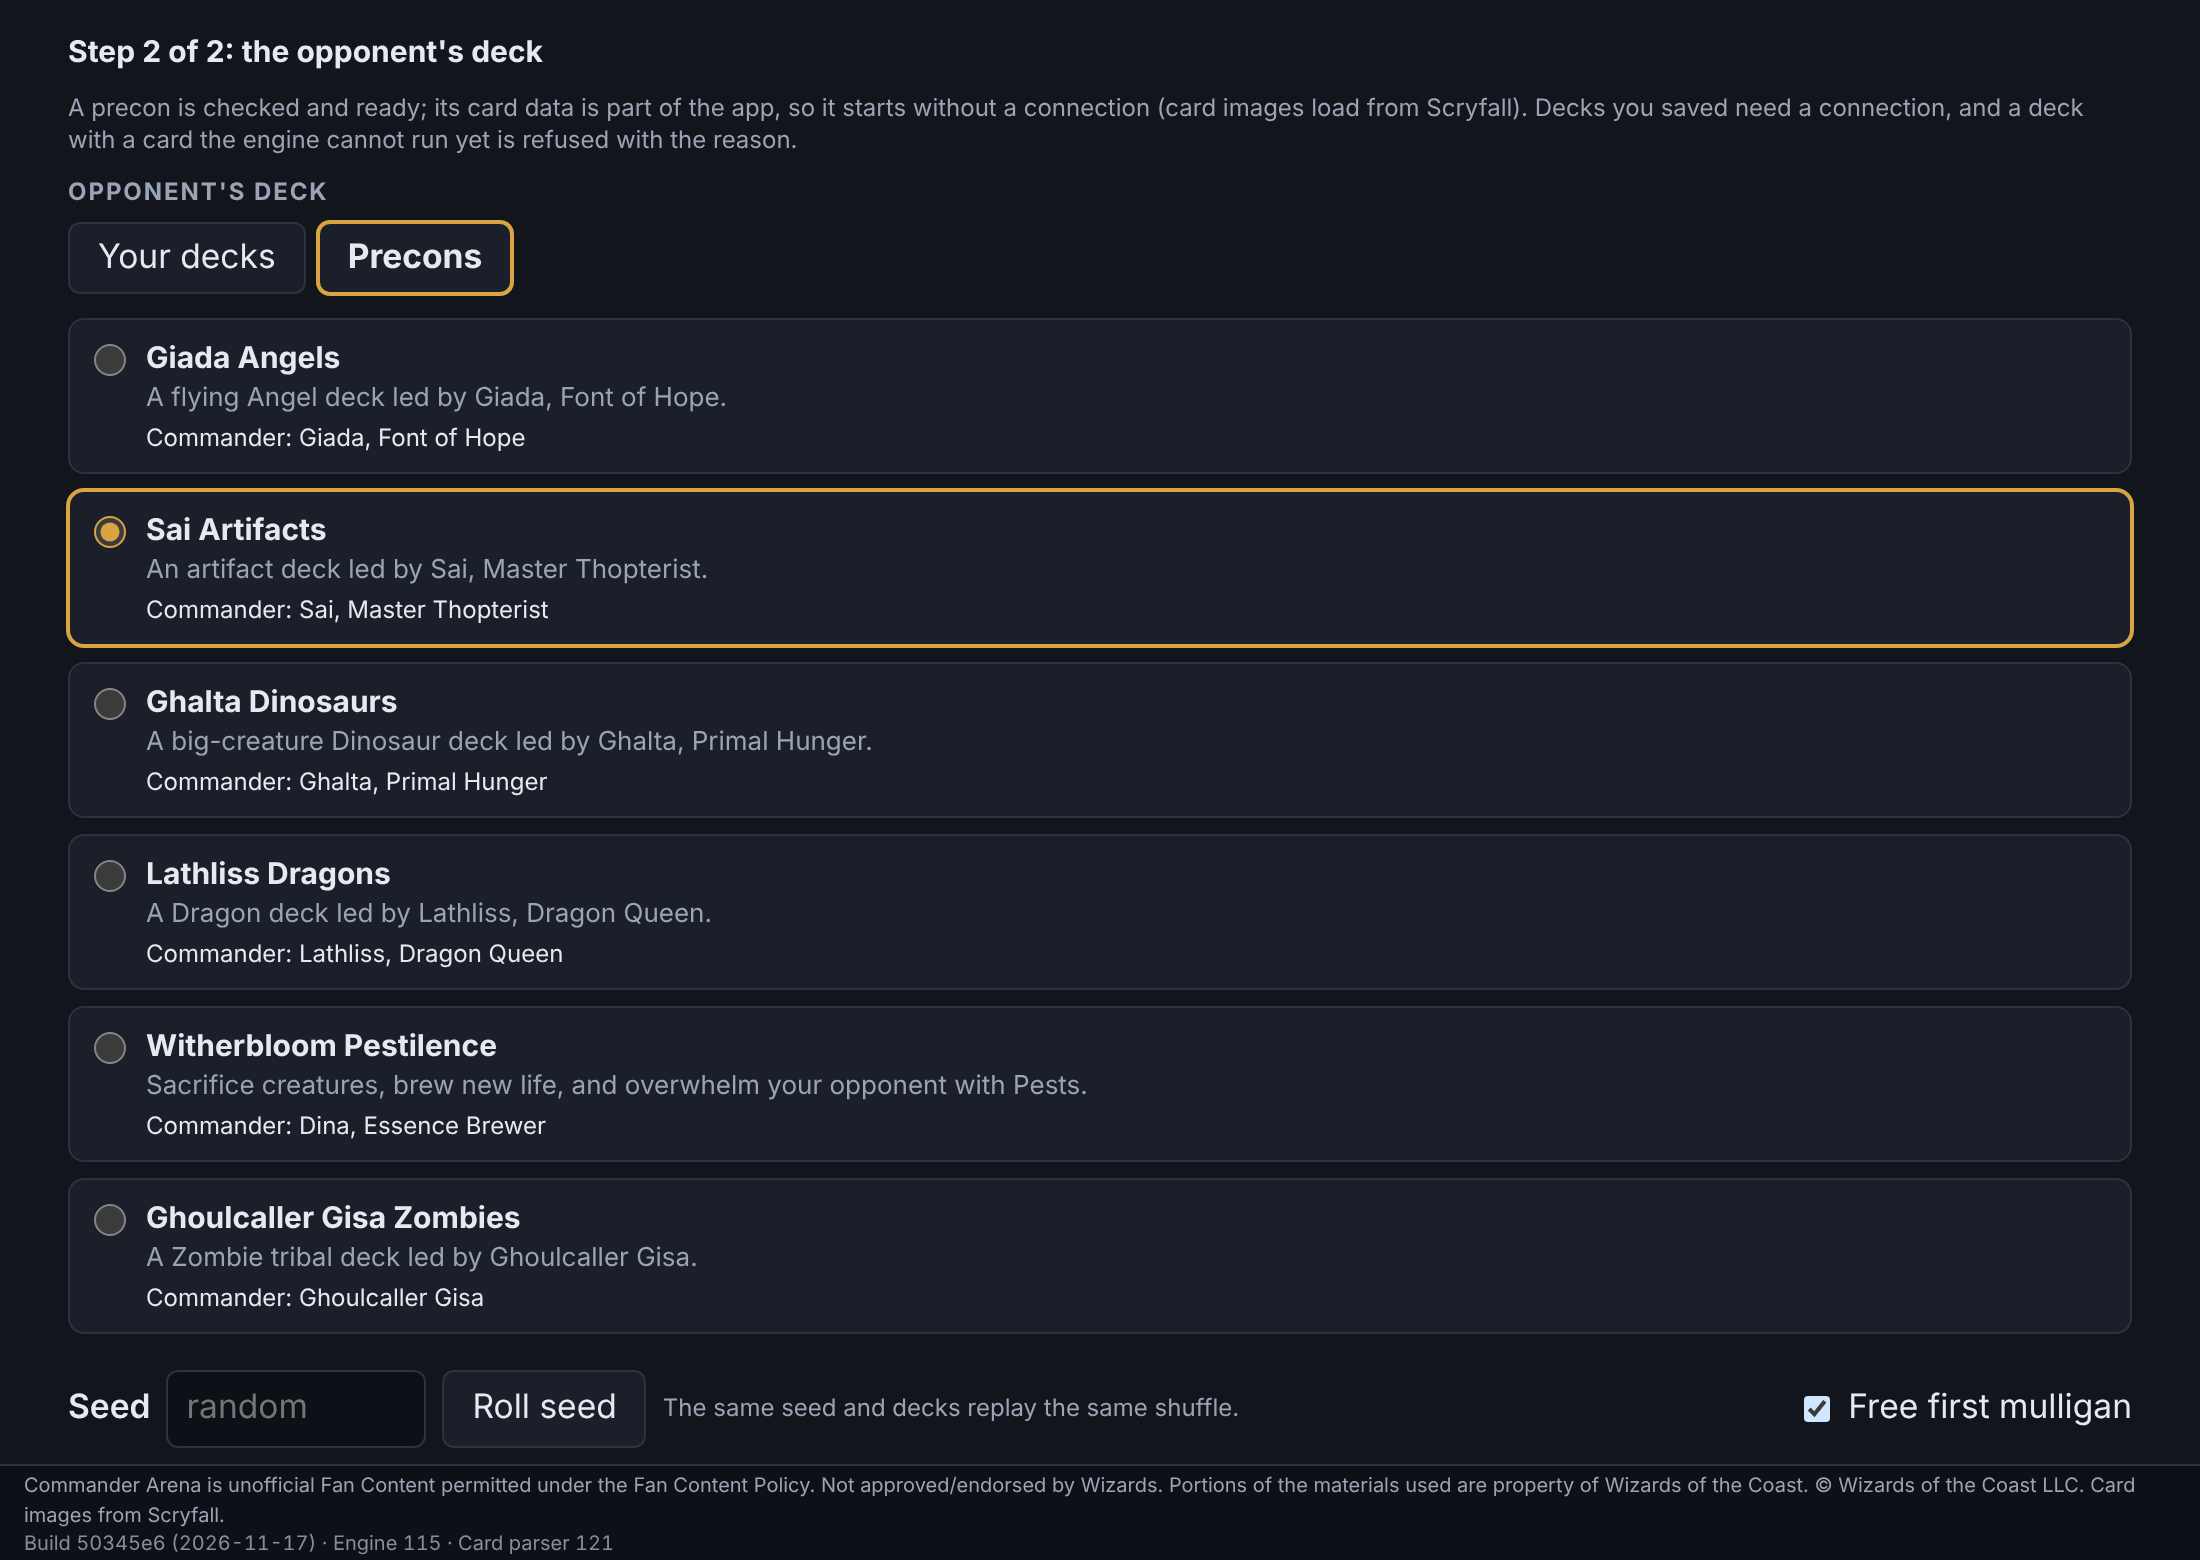 Step 2 of 2: the opponent's deck
A precon is checked and ready; its card data is part of the app, so it starts without a connection (card images load from Scryfall). Decks you saved need a connection, and a deck
with a card the engine cannot run yet is refused with the reason.
OPPONENT'S DECK
Your decks Precons
Giada Angels
A flying Angel deck led by Giada, Font of Hope.
Commander: Giada, Font of Hope
Sai Artifacts
An artifact deck led by Sai, Master Thopterist.
Commander: Sai, Master Thopterist
Ghalta Dinosaurs
A big-creature Dinosaur deck led by Ghalta, Primal Hunger.
Commander: Ghalta, Primal Hunger
Lathliss Dragons
A Dragon deck led by Lathliss, Dragon Queen.
Commander: Lathliss, Dragon Queen
Witherbloom Pestilence
Sacrifice creatures, brew new life, and overwhelm your opponent with Pests.
Commander: Dina, Essence Brewer
Ghoulcaller Gisa Zombies
A Zombie tribal deck led by Ghoulcaller Gisa.
Commander: Ghoulcaller Gisa
Seed random Roll seed The same seed and decks replay the same shuffle. Free first mulligan
Commander Arena is unofficial Fan Content permitted under the Fan Content Policy. Not approved/endorsed by Wizards. Portions of the materials used are property of Wizards of the Coast. © Wizards of the Coast LLC. Card
images from Scryfall.
Build 50345e6 (2026-11-17) · Engine 115 · Card parser 121